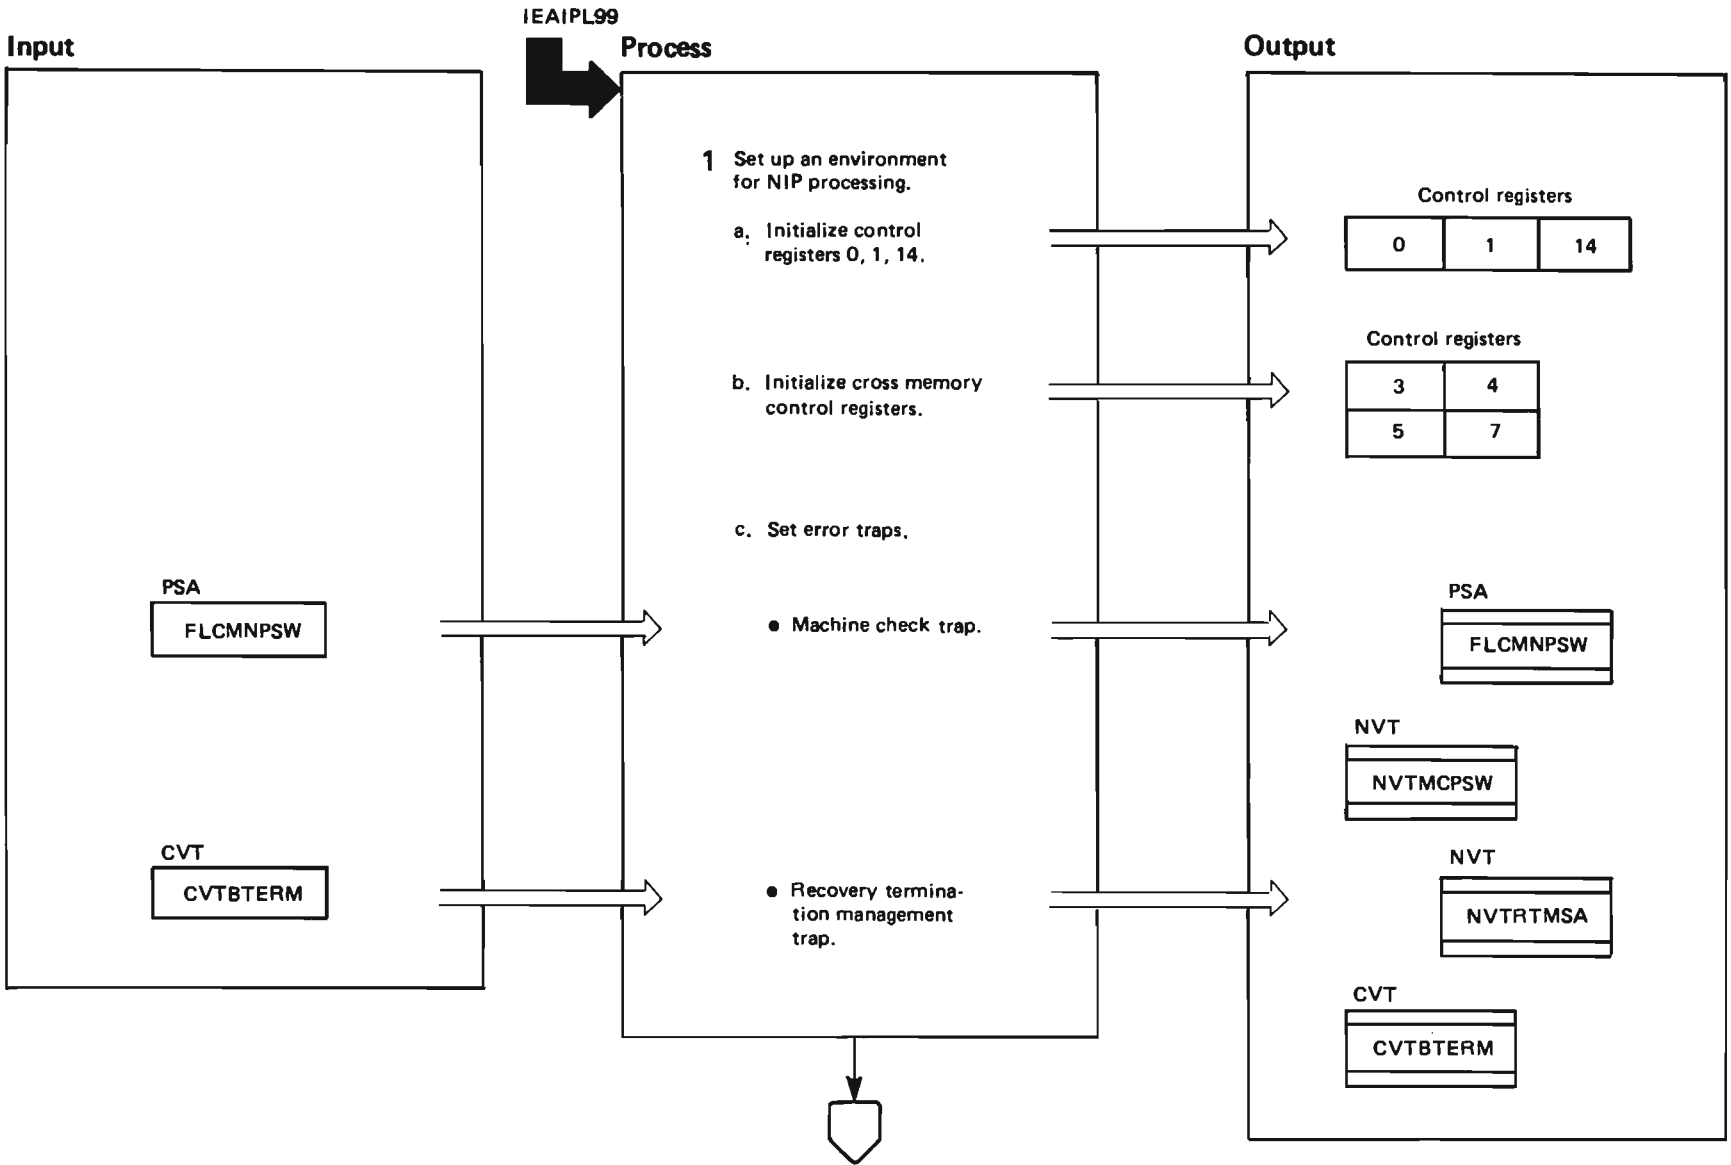 IEAIPL99
Input
Process
Output
1 Set up an environment
for NIP processing.
a. Initialize control
registers 0, 1, 14.
Control registers
0 1 14
b. Initialize cross memory
control registers.
Control registers
3 4
5 7
c. Set error traps.
PSA
FLCMNPSW
• Machine check trap.
PSA
FLCMNPSW
NVT
NVTMCPSW
CVT
CVTBTERM
• Recovery termina-
tion management
trap.
NVT
NVTRTMSA
CVT
CVTBTERM